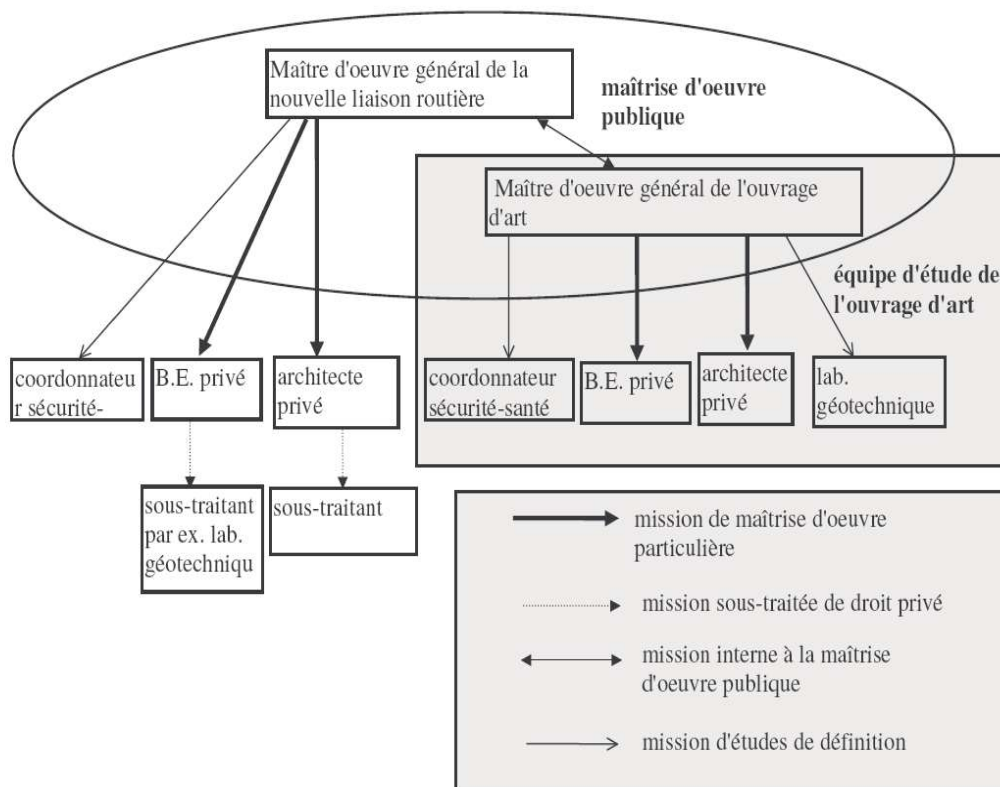 Maître d'oeuvre général de la
nouvelle liaison routière
maîtrise d'oeuvre
publique
Maître d'oeuvre général de l'ouvrage
d'art
équipe d'étude de
l'ouvrage d'art
coordonnateu
r sécurité-
B.E. privé
architecte
privé
coordonnateur
sécurité-santé
B.E. privé
architecte
privé
lab.
géotechnique
sous-traitant
par ex. lab.
géotechniqu
sous-traitant
mission de maîtrise d'oeuvre
particulière
mission sous-traitée de droit privé
mission interne à la maîtrise
d'oeuvre publique
mission d'études de définition